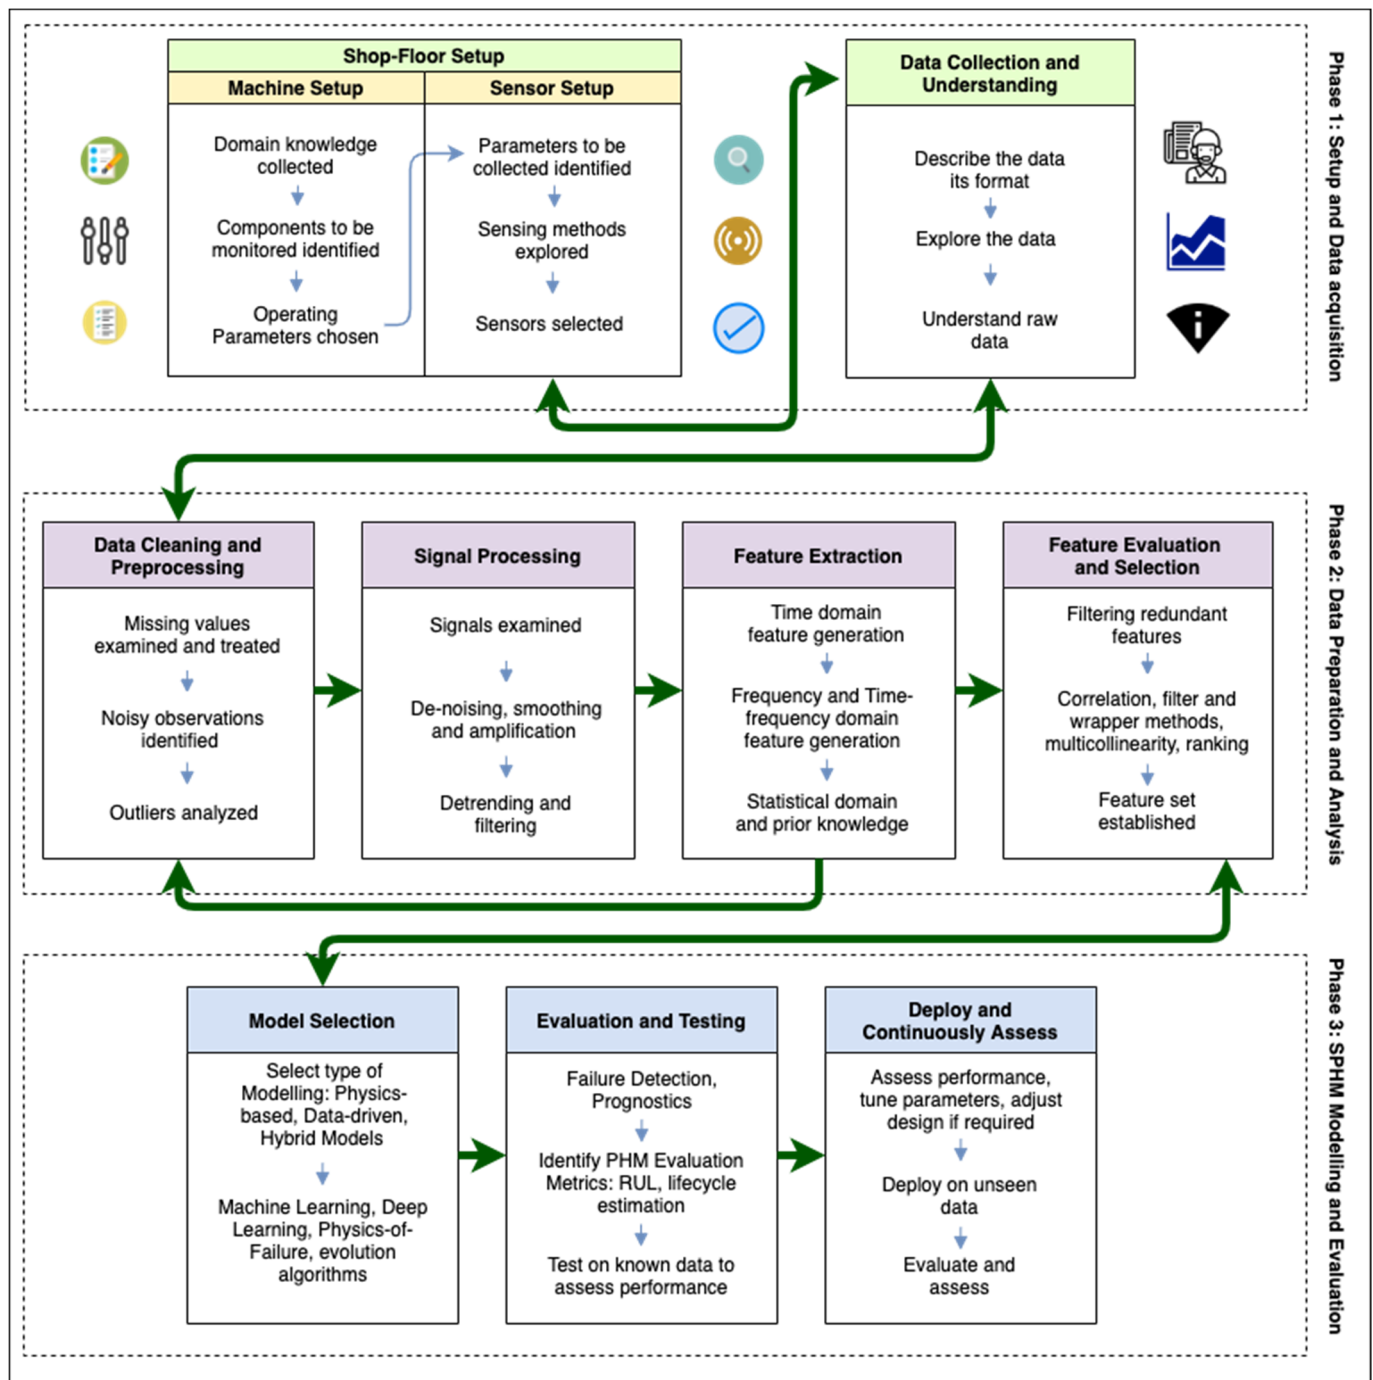 Shop-Floor Setup
Machine Setup
Domain knowledge
collected
Components to be
monitored identified
Operating
Parameters chosen
Sensor Setup
Parameters to be
collected identified
Sensing methods
explored
Sensors selected
Data Collection and
Understanding
Describe the data
its format
Explore the data
Understand raw
data
Phase 1: Setup and Data acquisition
Data Cleaning and
Preprocessing
Missing values
examined and treated
Noisy observations
identified
Outliers analyzed
Signal Processing
Signals examined
De-noising, smoothing
and amplification
Detrending and
filtering
Feature Extraction
Time domain
feature generation
Frequency and Time-
frequency domain
feature generation
Statistical domain
and prior knowledge
Feature Evaluation
and Selection
Filtering redundant
features
Correlation, filter and
wrapper methods,
multicollinearity, ranking
Feature set
established
Phase 2: Data Preparation and Analysis
Model Selection
Select type of
Modelling: Physics-
based, Data-driven,
Hybrid Models
Machine Learning, Deep
Learning, Physics-of-
Failure, evolution
algorithms
Evaluation and Testing
Failure Detection,
Prognostics
Identify PHM Evaluation
Metrics: RUL, lifecycle
estimation
Test on known data to
assess performance
Deploy and
Continuously Assess
Assess performance,
tune parameters, adjust
design if required
Deploy on unseen
data
Evaluate and
assess
Phase 3: SPHM Modelling and Evaluation